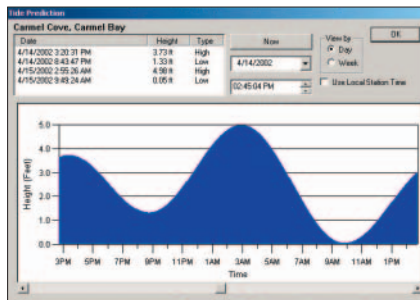 Tide Prediction
Carmel Cove, Carmel Bay
Date Height Type
4/14/2002 3:20:31 PM 3.73 ft High
4/14/2002 8:43:47 PM 1.33 ft Low
4/15/2002 2:55:26 AM 4.98 ft High
4/15/2002 9:49:24 AM 0.05 ft Low
Now
4/14/2002
02:45:04 PM
View by
Day
Week
OK
Use Local Station Time
Height (Feet)
5.0
4.0
3.0
2.0
1.0
0.0
3PM 5PM 7PM 9PM 11PM 1AM 3AM 5AM 7AM 9AM 11AM 1PM
Time